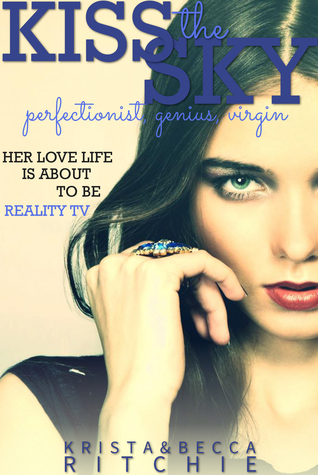 KISS the
SKY
perfectionist, genius, virgin
HER LOVE LIFE
IS ABOUT
TO BE
REALITY TV
KRISTA & BECCA
RITCHIE